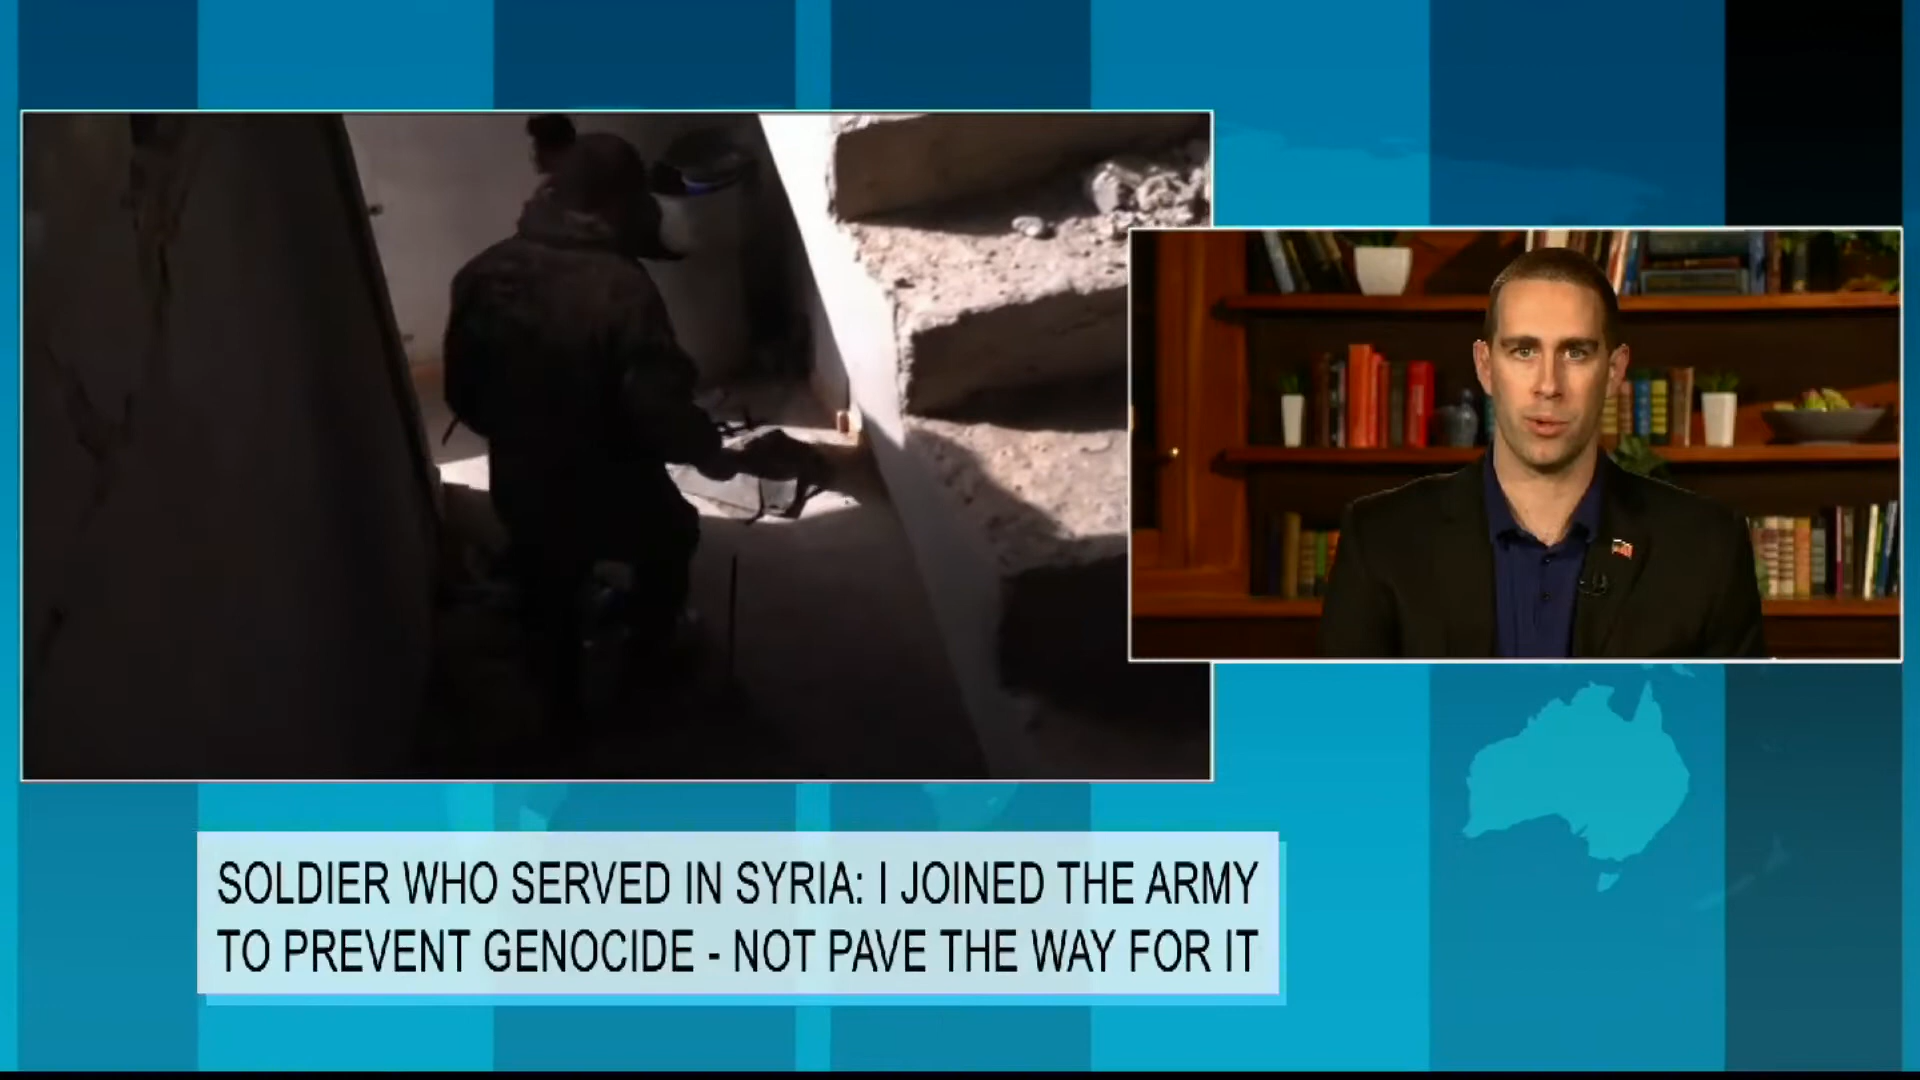 SOLDIER WHO SERVED IN SYRIA: I JOINED THE ARMY
TO PREVENT GENOCIDE - NOT PAVE THE WAY FOR IT